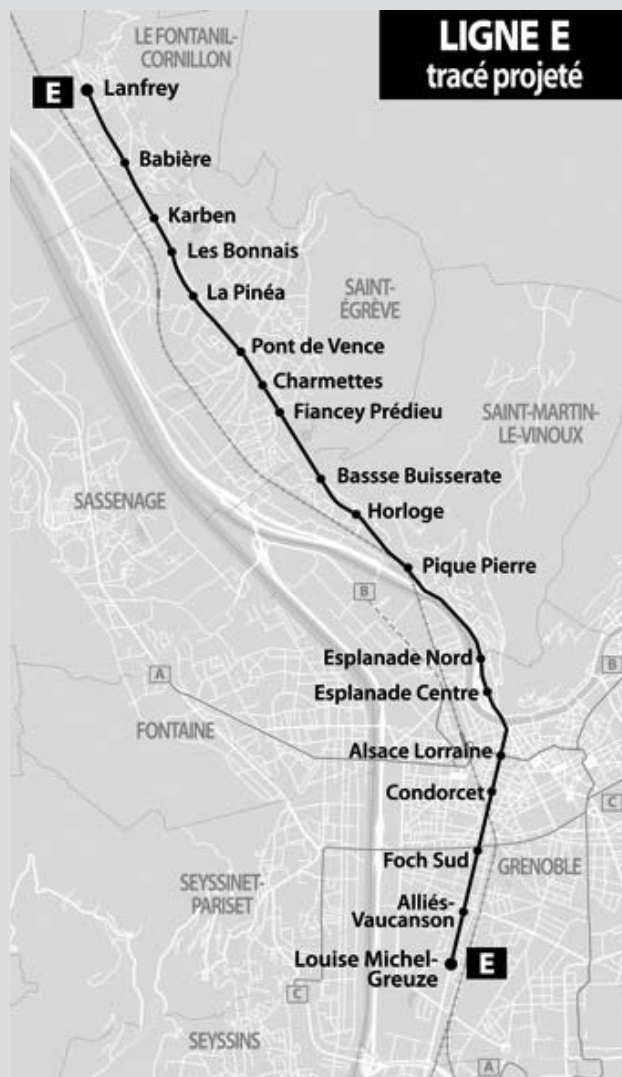 LIGNE E
tracé projeté
LE FONTANIL-
CORNILLON
E
Lanfrey
Babière
Karben
Les Bonnais
La Pinéa
SAINT-
ÉGRÈVE
Pont de Vence
Charmettes
Fiancey Prédieu
SAINT-MARTIN-
LE-VINOUX
Bassse Buisserate
SASSENAGE
Horloge
Pique Pierre
B
Esplanade Nord
B
A
Esplanade Centre
FONTAINE
Alsace Lorraine
Condorcet
C
Foch Sud
GRENOBLE
SEYSSINET-
PARISET
Alliés-
Vaucanson
Louise Michel-
Greuze
E
C
SEYSSINS
A